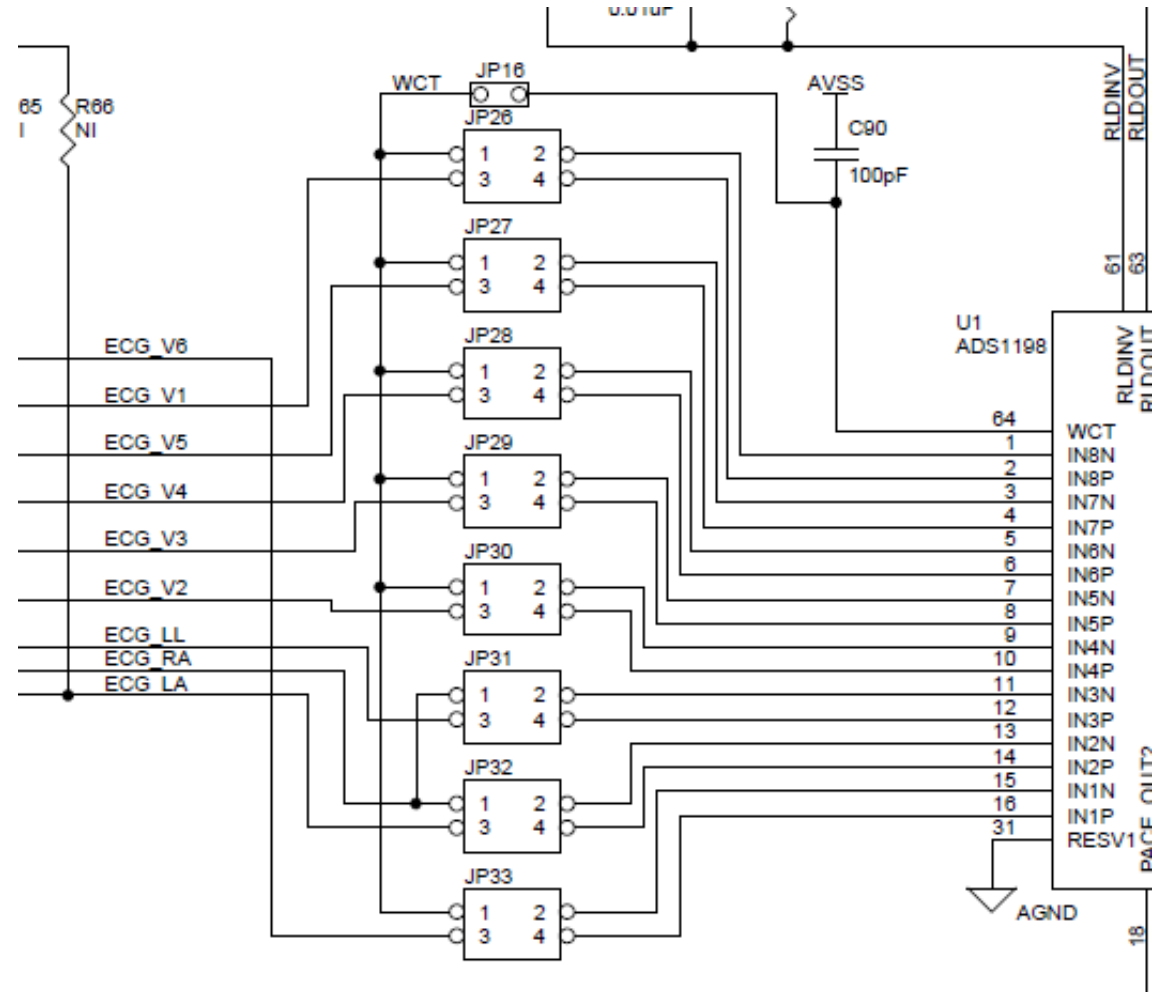 0.01uF
WCT
JP16
AVSS
RLDINV
RLDOUT
65
R66
I
NI
JP26
C90
100pF
1 2
3 4
JP27
1 2
3 4
61
63
JP28
U1
ADS1198
RLDINV
RLDOUT
ECG_V6
1 2
3 4
ECG_V1
64
WCT
1
IN8N
ECG_V5
JP29
2
IN8P
1 2
3 4
3
IN7N
ECG_V4
4
IN7P
ECG_V3
5
IN6N
JP30
6
IN6P
ECG_V2
1 2
3 4
7
IN5N
8
IN5P
ECG_LL
9
IN4N
ECG_RA
JP31
10
IN4P
ECG_LA
1 2
3 4
11
IN3N
12
IN3P
13
IN2N
JP32
14
IN2P
1 2
3 4
15
IN1N
16
IN1P
31
RESV1
PACE_OUT2
JP33
1 2
3 4
AGND
18